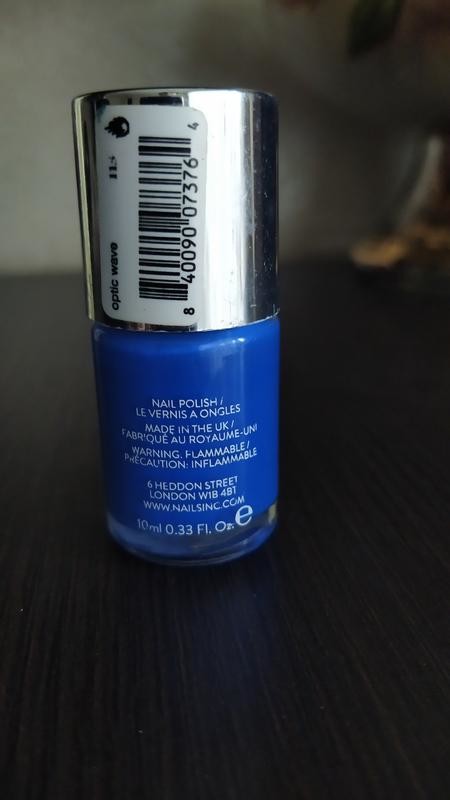 optic wave
8 40090 07376 4
NAIL POLISH /
LE VERNIS A ONGLES
MADE IN THE UK /
FABRIQUÉ AU ROYAUME-UNI
WARNING. FLAMMABLE /
PRÉCAUTION: INFLAMMABLE
6 HEDDON STREET
LONDON W1B 4BT
WWW.NAILSINC.COM
10ml 0.33 Fl. Oz. e